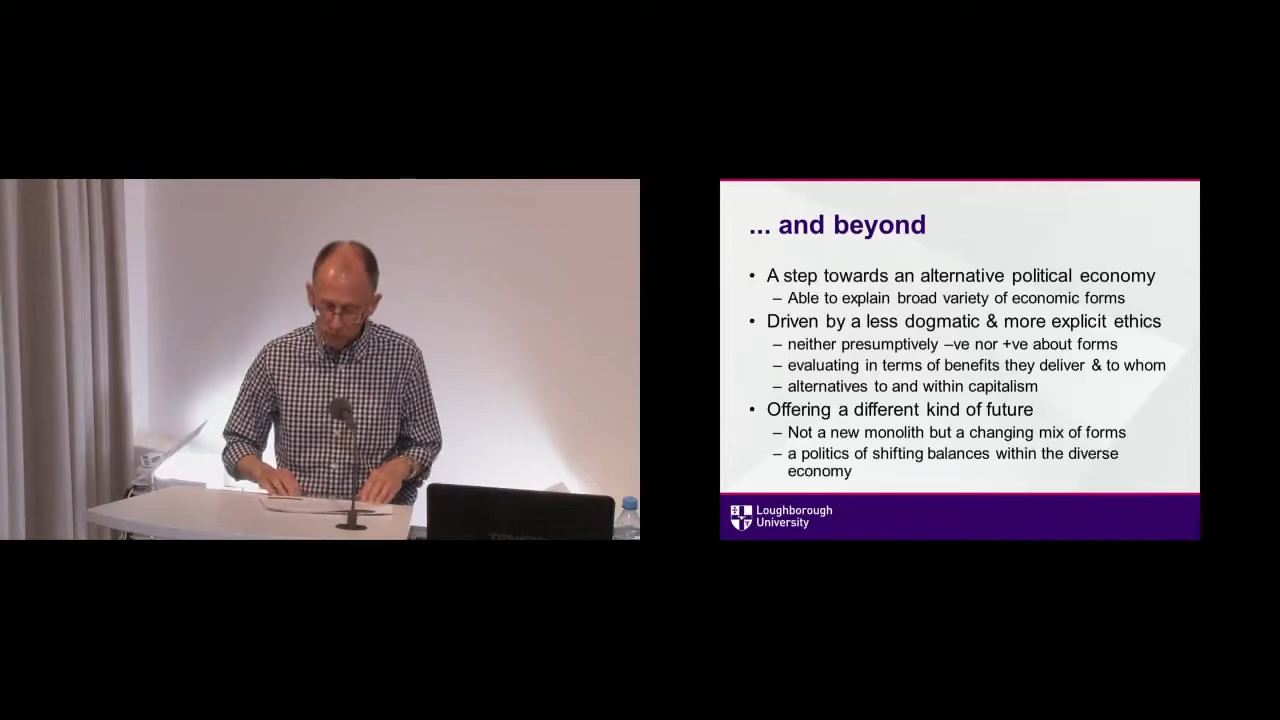 ... and beyond
• A step towards an alternative political economy
– Able to explain broad variety of economic forms
• Driven by a less dogmatic & more explicit ethics
– neither presumptively –ve nor +ve about forms
– evaluating in terms of benefits they deliver & to whom
– alternatives to and within capitalism
• Offering a different kind of future
– Not a new monolith but a changing mix of forms
– a politics of shifting balances within the diverse
economy
Loughborough
University
TOSHIBA